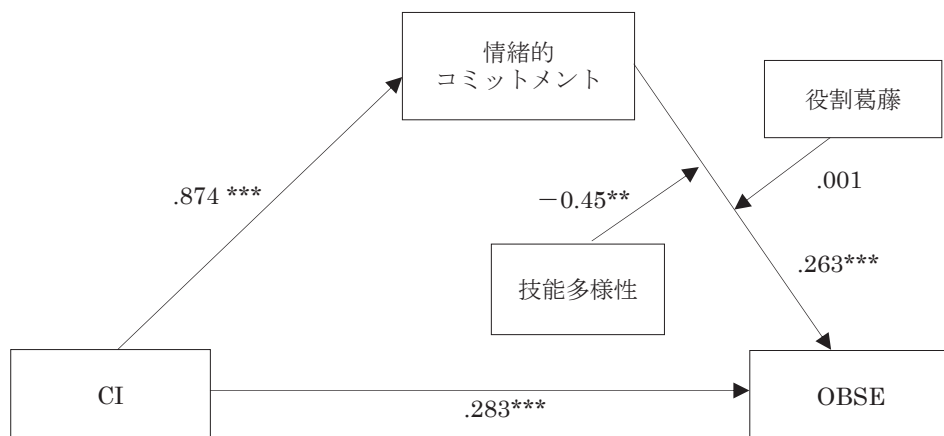 情緒的
コミットメント
役割葛藤
.874 ***
−0.45**
.001
.263***
技能多様性
CI
.283***
OBSE